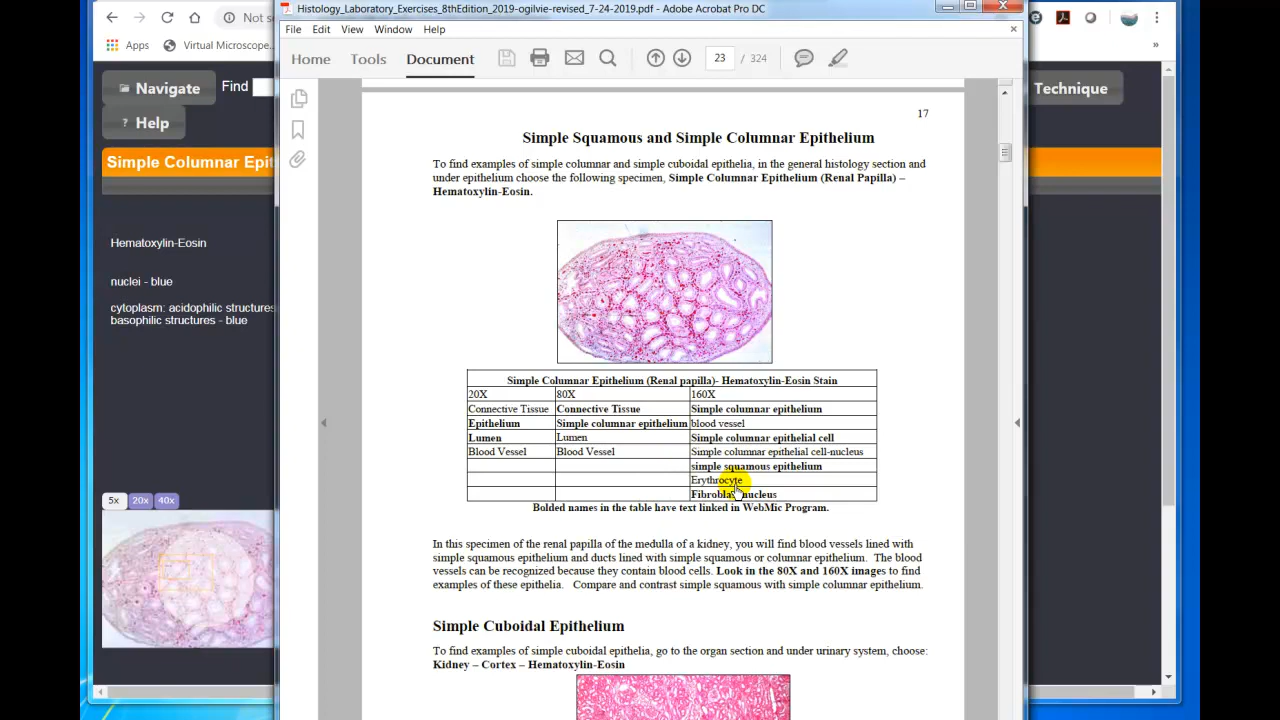 Histology_Laboratory_Exercises_8thEdition_2019-ogilvie-revised_7-24-2019.pdf - Adobe Acrobat Pro DC
Not s
File Edit View Window Help
Apps Virtual Microscope...
Home Tools Document 23 / 324
Navigate Find
Technique
Help
17
Simple Columnar Epit
Simple Squamous and Simple Columnar Epithelium
To find examples of simple columnar and simple cuboidal epithelia, in the general histology section and
under epithelium choose the following specimen, Simple Columnar Epithelium (Renal Papilla) –
Hematoxylin-Eosin.
Hematoxylin-Eosin
nuclei - blue
cytoplasm: acidophilic structures
basophilic structures - blue
Simple Columnar Epithelium (Renal papilla)- Hematoxylin-Eosin Stain
20X 80X 160X
Connective Tissue Connective Tissue Simple columnar epithelium
Epithelium Simple columnar epithelium blood vessel
Lumen Lumen Simple columnar epithelial cell
Blood Vessel Blood Vessel Simple columnar epithelial cell-nucleus
simple squamous epithelium
Erythrocyte
Fibroblast nucleus
Bolded names in the table have text linked in WebMic Program.
5x 20x 40x
In this specimen of the renal papilla of the medulla of a kidney, you will find blood vessels lined with
simple squamous epithelium and ducts lined with simple squamous or columnar epithelium. The blood
vessels can be recognized because they contain blood cells. Look in the 80X and 160X images to find
examples of these epithelia. Compare and contrast simple squamous with simple columnar epithelium.
Simple Cuboidal Epithelium
To find examples of simple cuboidal epithelia, go to the organ section and under urinary system, choose:
Kidney – Cortex – Hematoxylin-Eosin